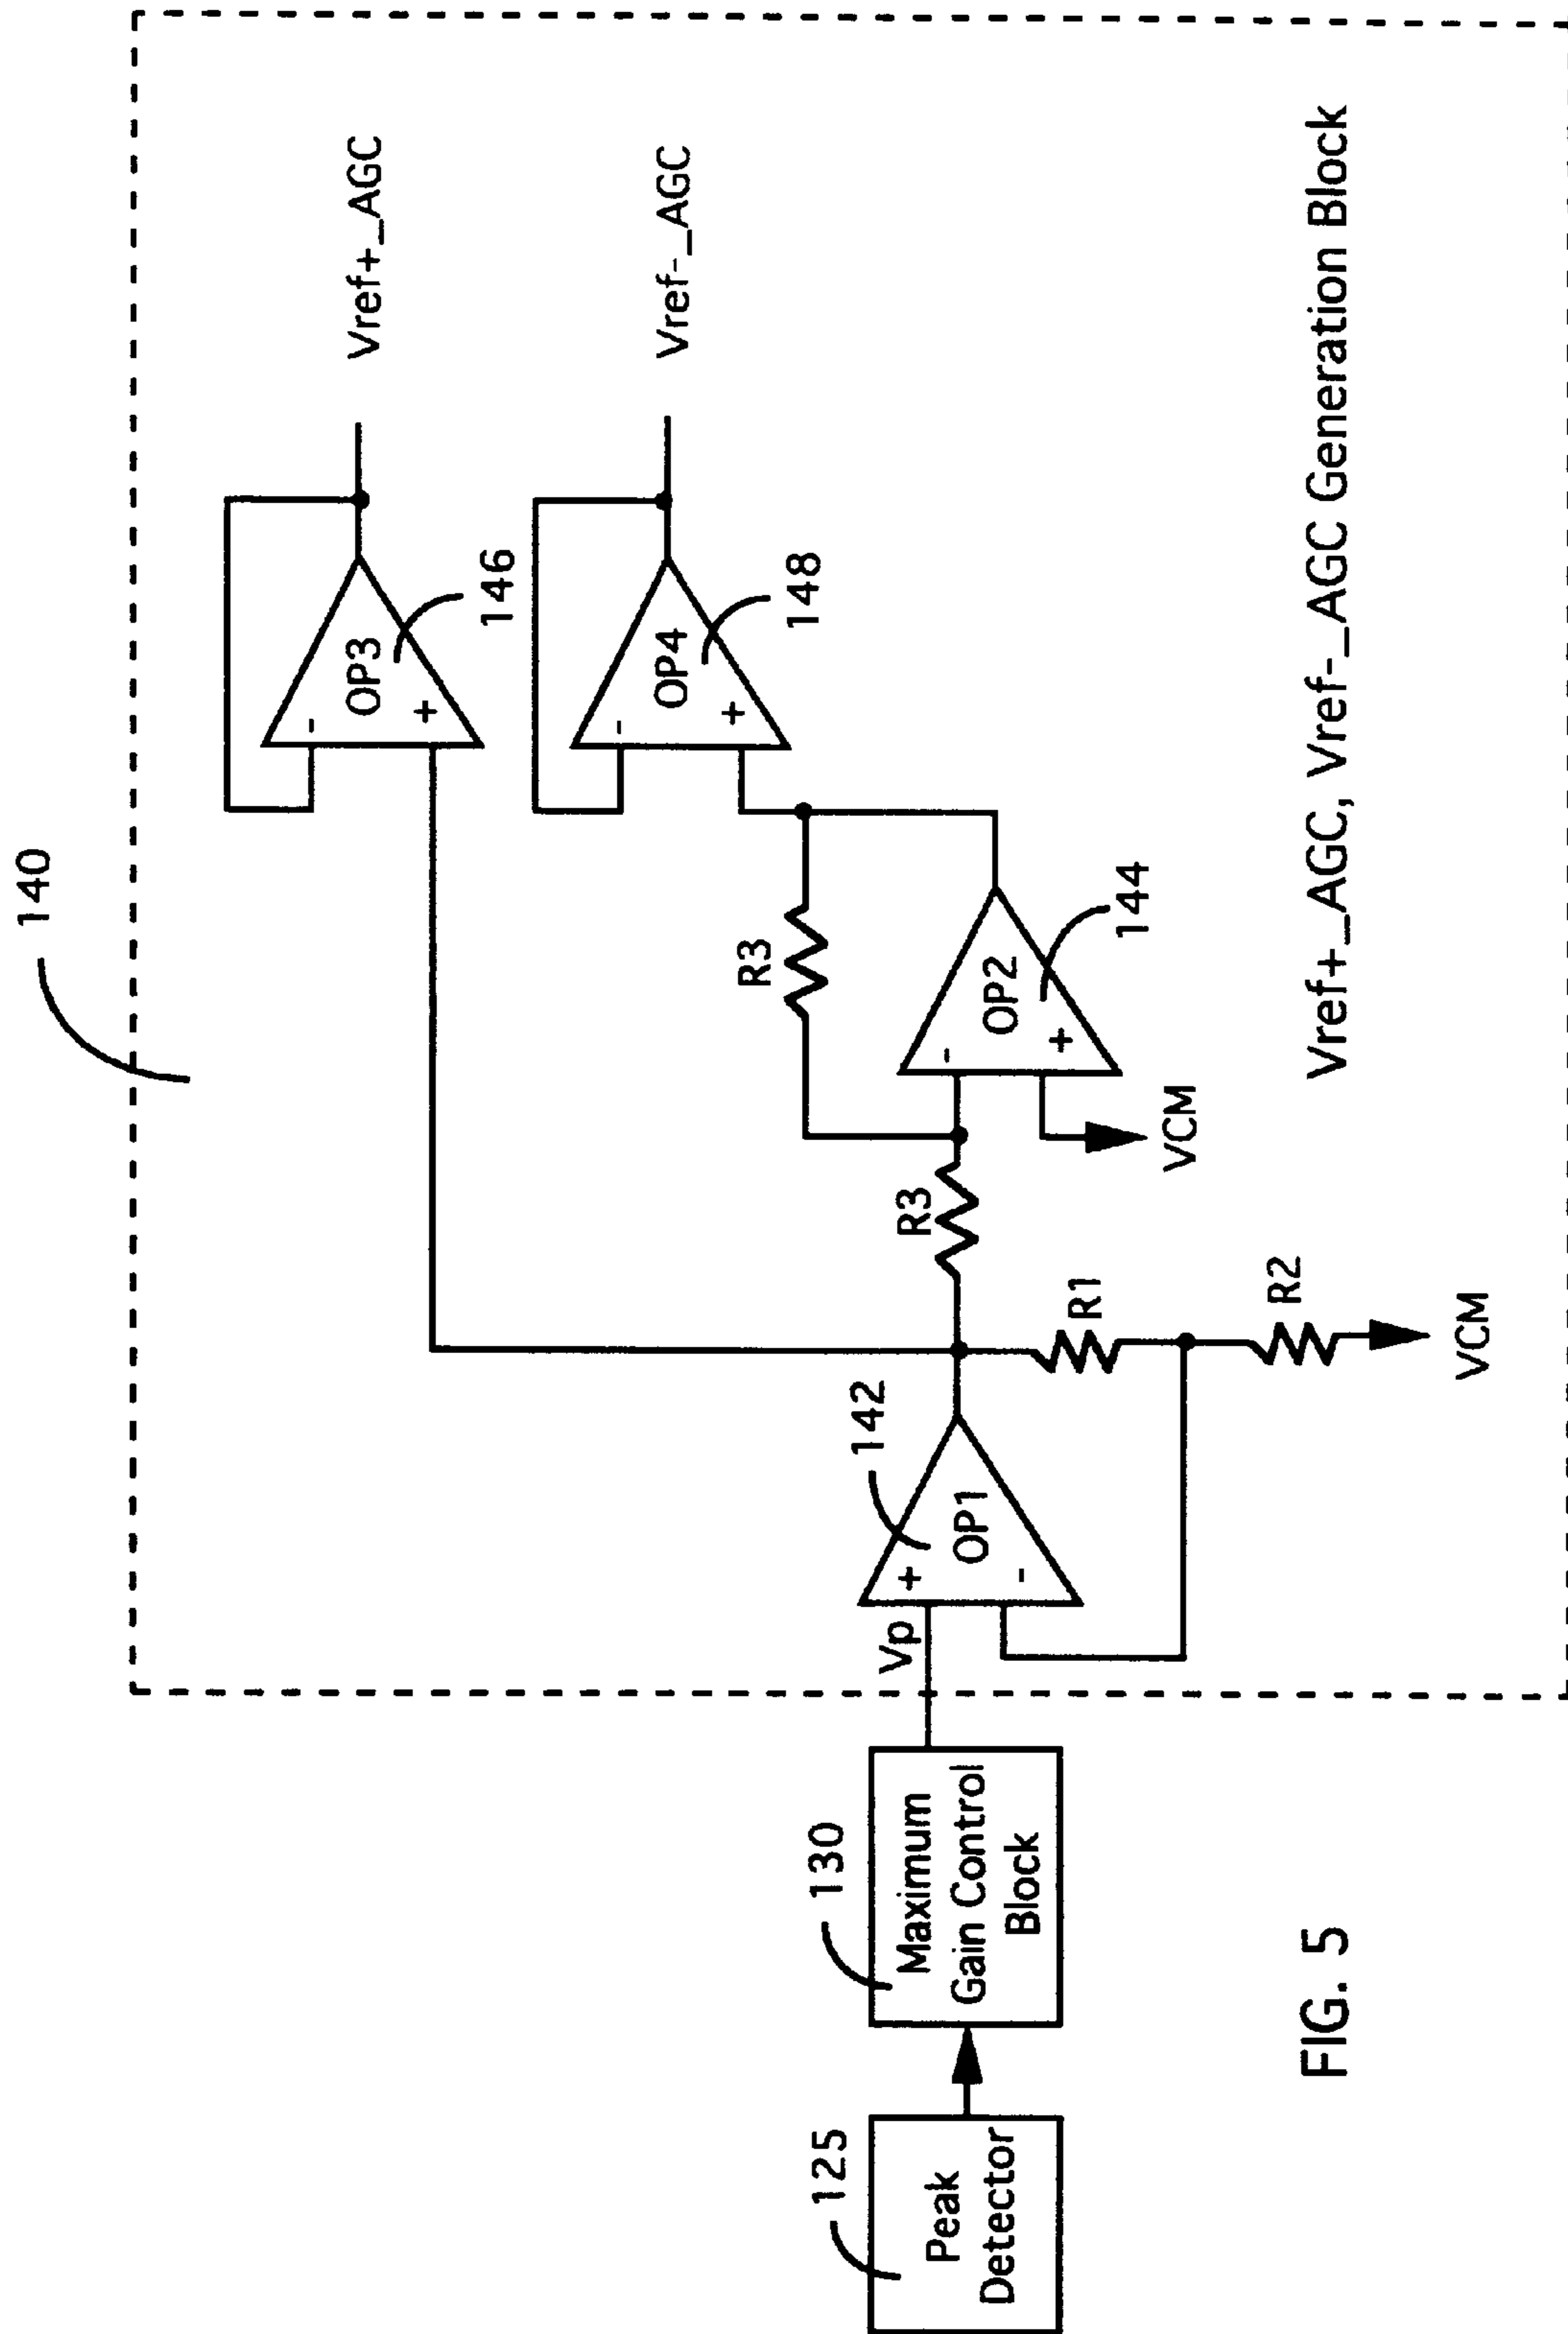 140
Vref+_AGC
OP3
-
+
146
Vref-_AGC
OP4
-
+
148
R3
OP2
-
+
144
VCM
R3
R1
R2
VCM
142
Vp
OP1
+
-
130
Maximum
Gain Control
Block
125
Peak
Detector
Vref+_AGC, Vref-_AGC Generation Block
FIG. 5